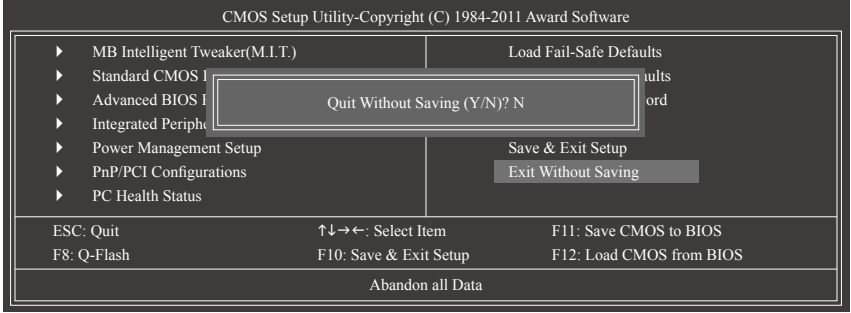 CMOS Setup Utility-Copyright (C) 1984-2011 Award Software
MB Intelligent Tweaker(M.I.T.)
Load Fail-Safe Defaults
Standard CMOS
Advanced BIOS
Quit Without Saving (Y/N)? N
Integrated
Power Management Setup
Save & Exit Setup
PnP/PCI Configurations
Exit Without Saving
PC Health Status
ESC: Quit
↑↓→←: Select Item
F11: Save CMOS to BIOS
F8: Q-Flash
F10: Save & Exit Setup
F12: Load CMOS from BIOS
Abandon all Data